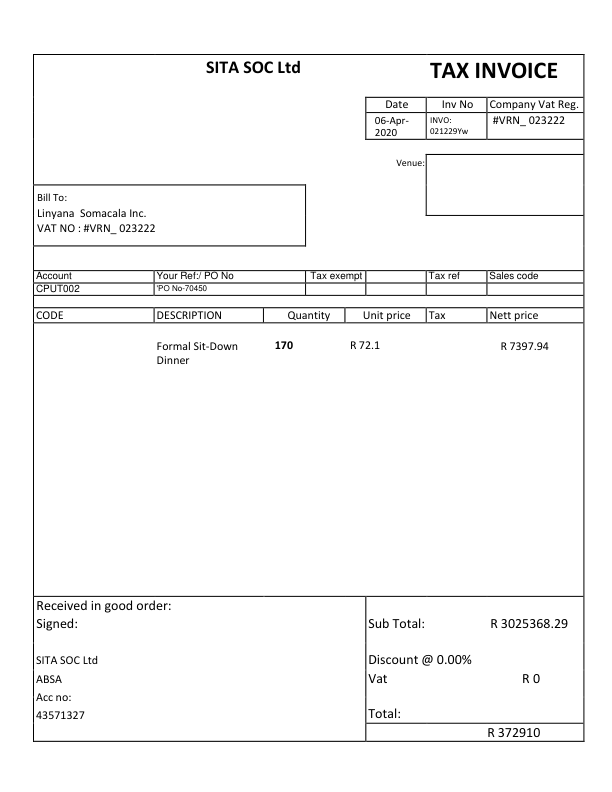 SITA SOC Ltd
TAX INVOICE
Date Inv No Company Vat Reg.
06-Apr-2020 INVO: 021229Yw #VRN_ 023222
Venue:
Bill To:
Linyana Somacala Inc.
VAT NO : #VRN_ 023222
Account Your Ref:/ PO No Tax exempt Tax ref Sales code
CPUT002 'PO No-70450
CODE DESCRIPTION Quantity Unit price Tax Nett price
Formal Sit-Down 170 R 72.1 R 7397.94
Dinner
Received in good order:
Signed:
Sub Total: R 3025368.29
SITA SOC Ltd
Discount @ 0.00%
ABSA
Vat R 0
Acc no:
43571327
Total:
R 372910